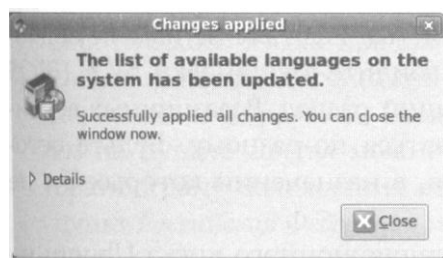 Changes applied
The list of available languages on the
system has been updated.
Successfully applied all changes. You can close the
window now.
Details
Close